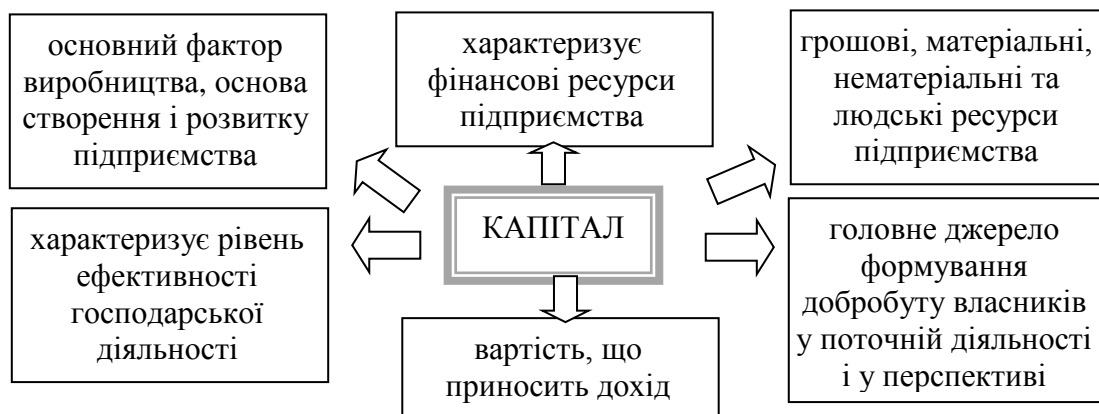 основний фактор
виробництва, основа
створення і розвитку
підприємства
характеризує
фінансові ресурси
підприємства
грошові, матеріальні,
нематеріальні та
людські ресурси
підприємства
характеризує рівень
ефективності
господарської
діяльності
КАПІТАЛ
головне джерело
формування
добробуту власників
у поточній діяльності
і у перспективі
вартість, що
приносить дохід